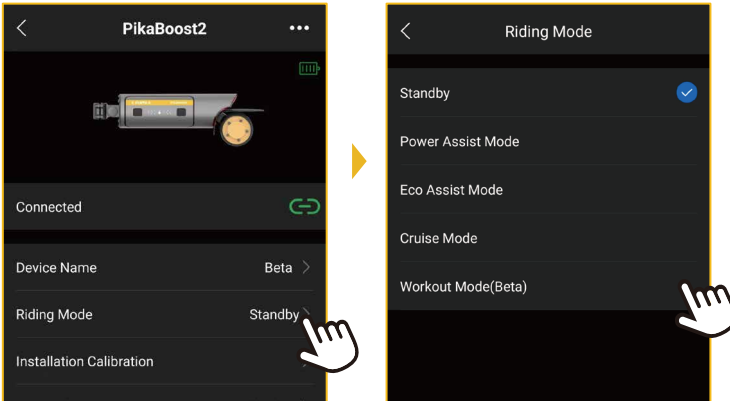 PikaBoost2
Connected
Device Name
Beta
Riding Mode
Standby
Installation Calibration
Riding Mode
Standby
Power Assist Mode
Eco Assist Mode
Cruise Mode
Workout Mode(Beta)